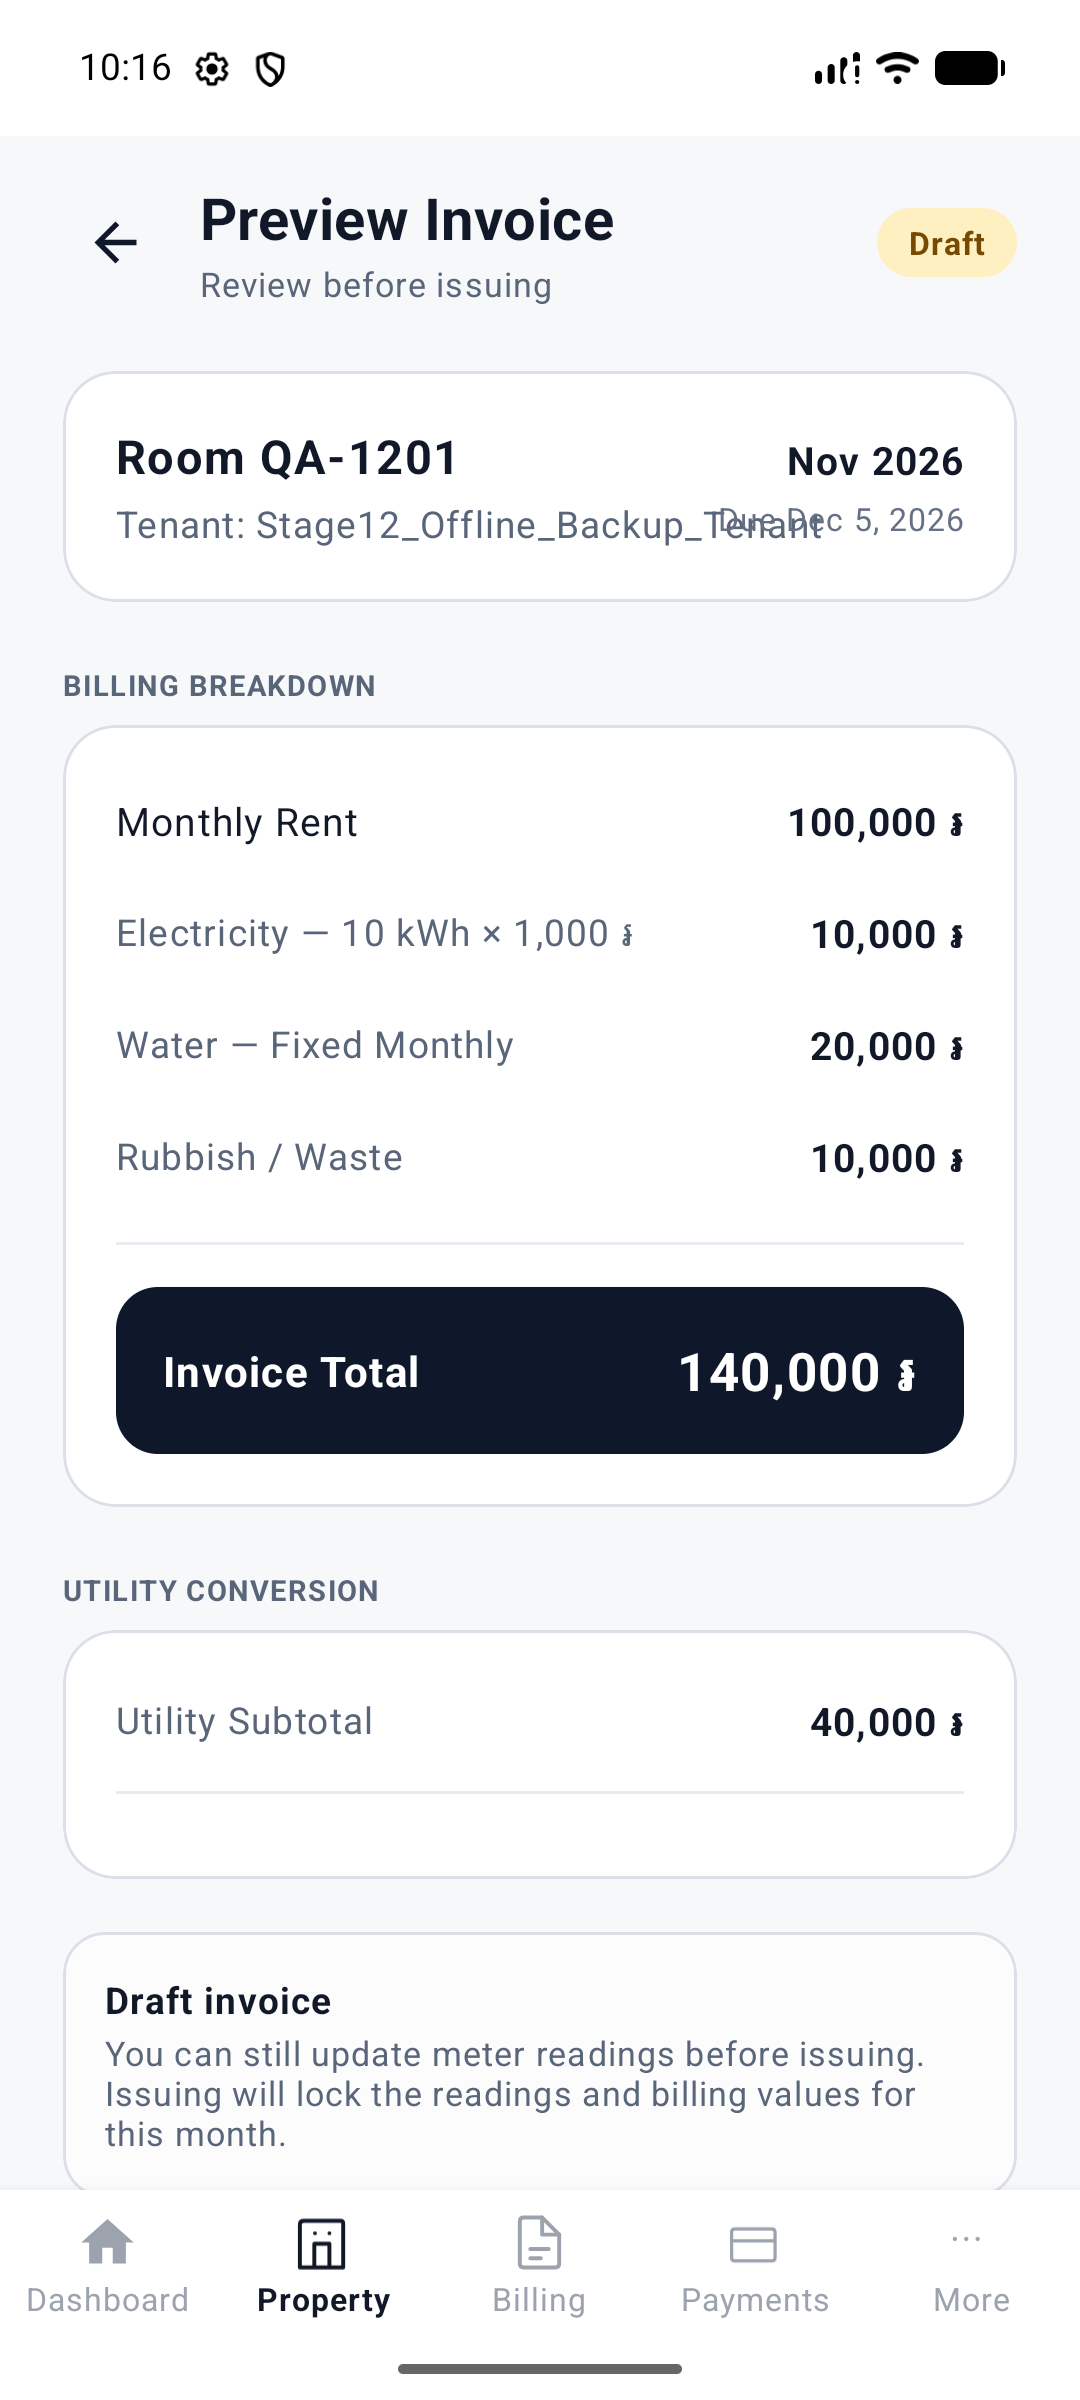 10:16
Preview Invoice
Review before issuing
Draft
Room QA-1201
Nov 2026
Tenant: Stage12_Offline_Backup_Tenant
Due Dec 5, 2026
BILLING BREAKDOWN
Monthly Rent
100,000 ៛
Electricity — 10 kWh × 1,000 ៛
10,000 ៛
Water — Fixed Monthly
20,000 ៛
Rubbish / Waste
10,000 ៛
Invoice Total
140,000 ៛
UTILITY CONVERSION
Utility Subtotal
40,000 ៛
Draft invoice
You can still update meter readings before issuing.
Issuing will lock the readings and billing values for
this month.
Dashboard
Property
Billing
Payments
More